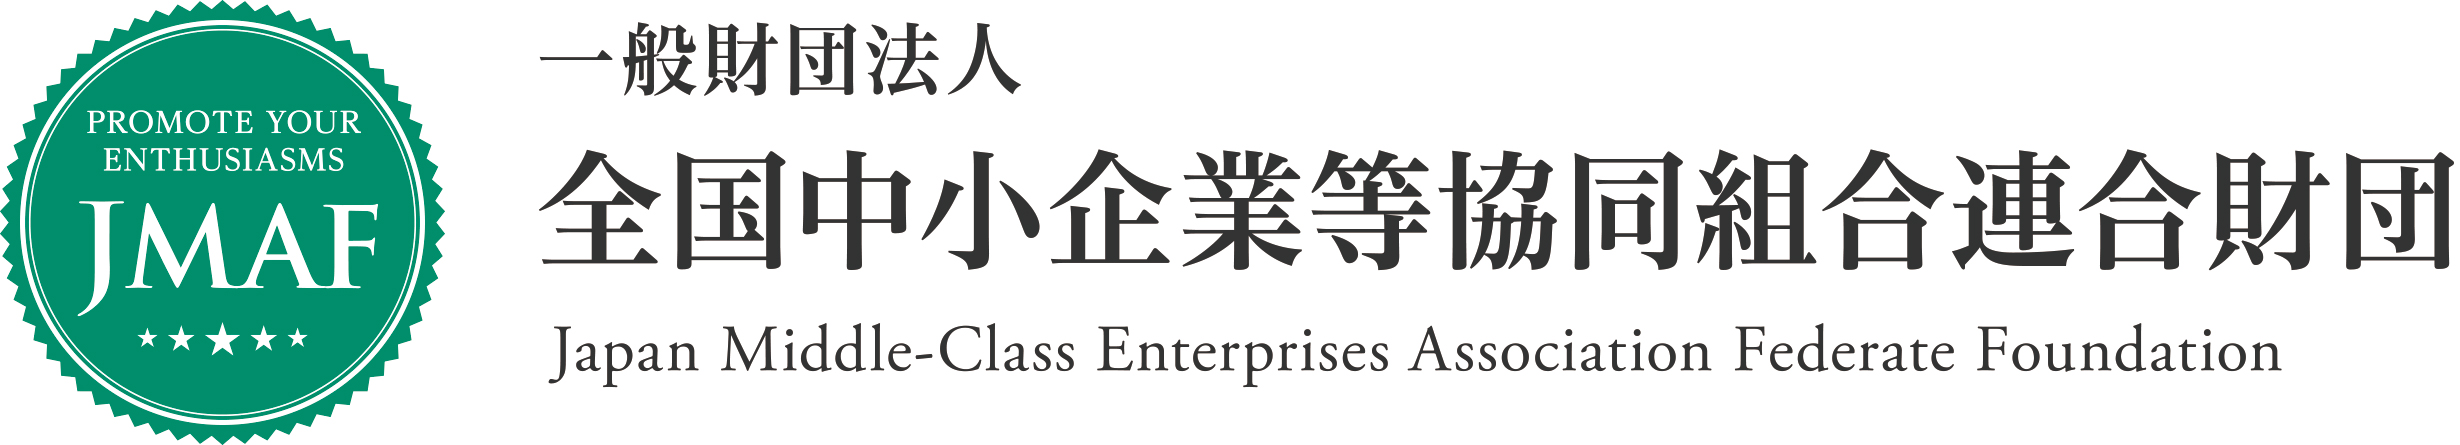 PROMOTE YOUR
ENTHUSIASMS
JMAF
一般財団法人
全国中小企業等協同組合連合財団
Japan Middle-Class Enterprises Association Federate Foundation